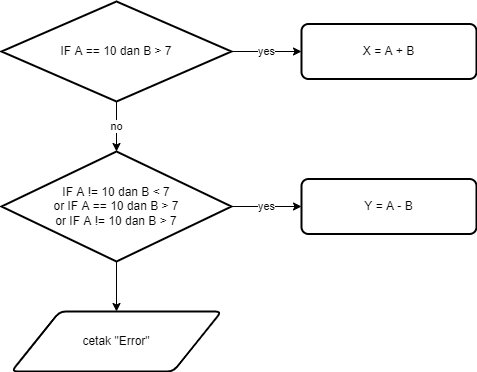 IF A == 10 dan B > 7
yes
X = A + B
no
IF A != 10 dan B < 7
or IF A == 10 dan B > 7
or IF A != 10 dan B > 7
yes
Y = A - B
cetak "Error"